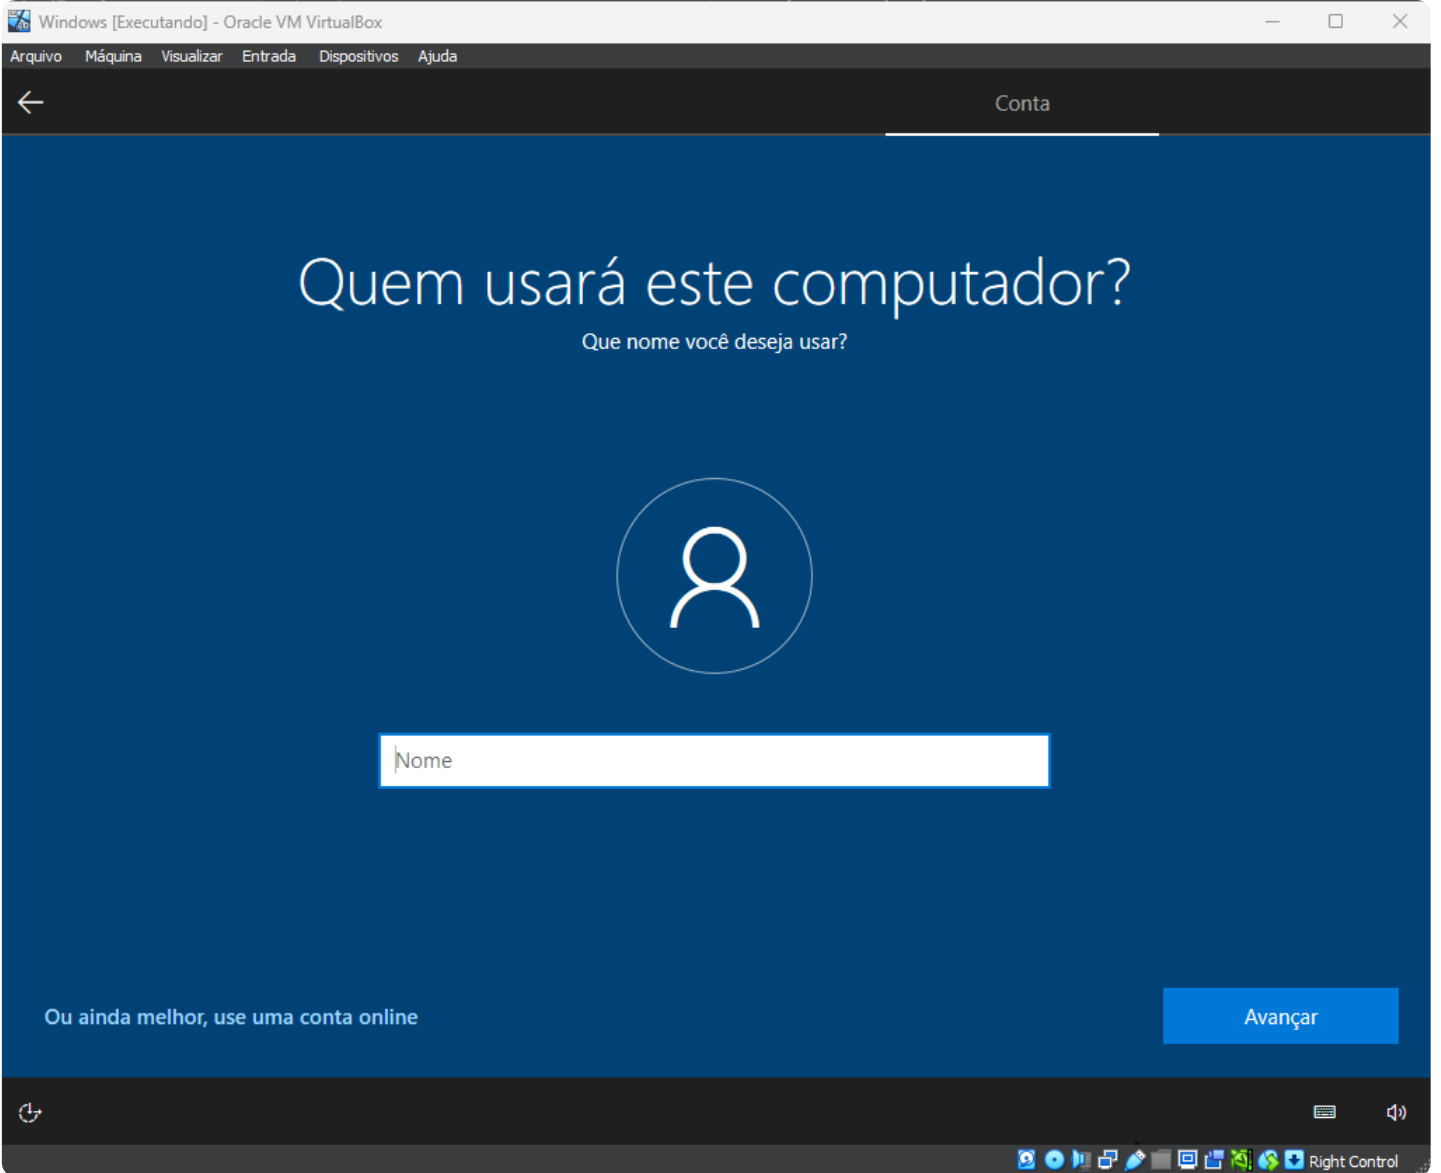 Windows [Executando] - Oracle VM VirtualBox
Arquivo Máquina Visualizar Entrada Dispositivos Ajuda
Conta
Quem usará este computador?
Que nome você deseja usar?
Nome
Ou ainda melhor, use uma conta online
Avançar
Right Control